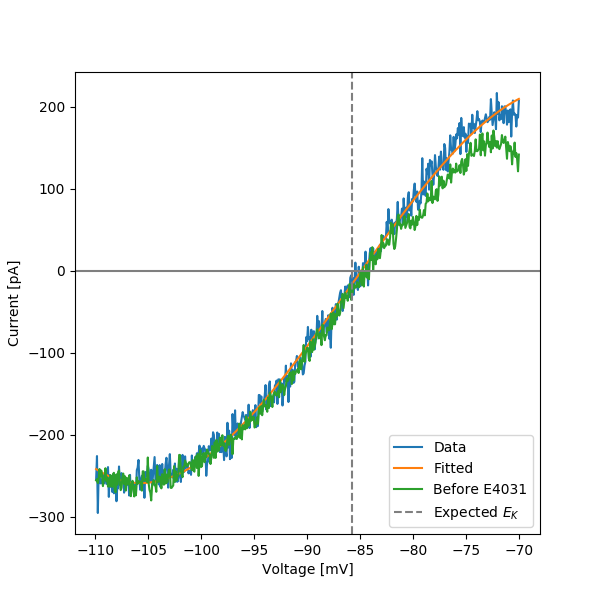 200
100
0
−100
−200
−300
Current [pA]
Data
Fitted
Before E4031
Expected E_K
−110 −105 −100 −95 −90 −85 −80 −75 −70
Voltage [mV]